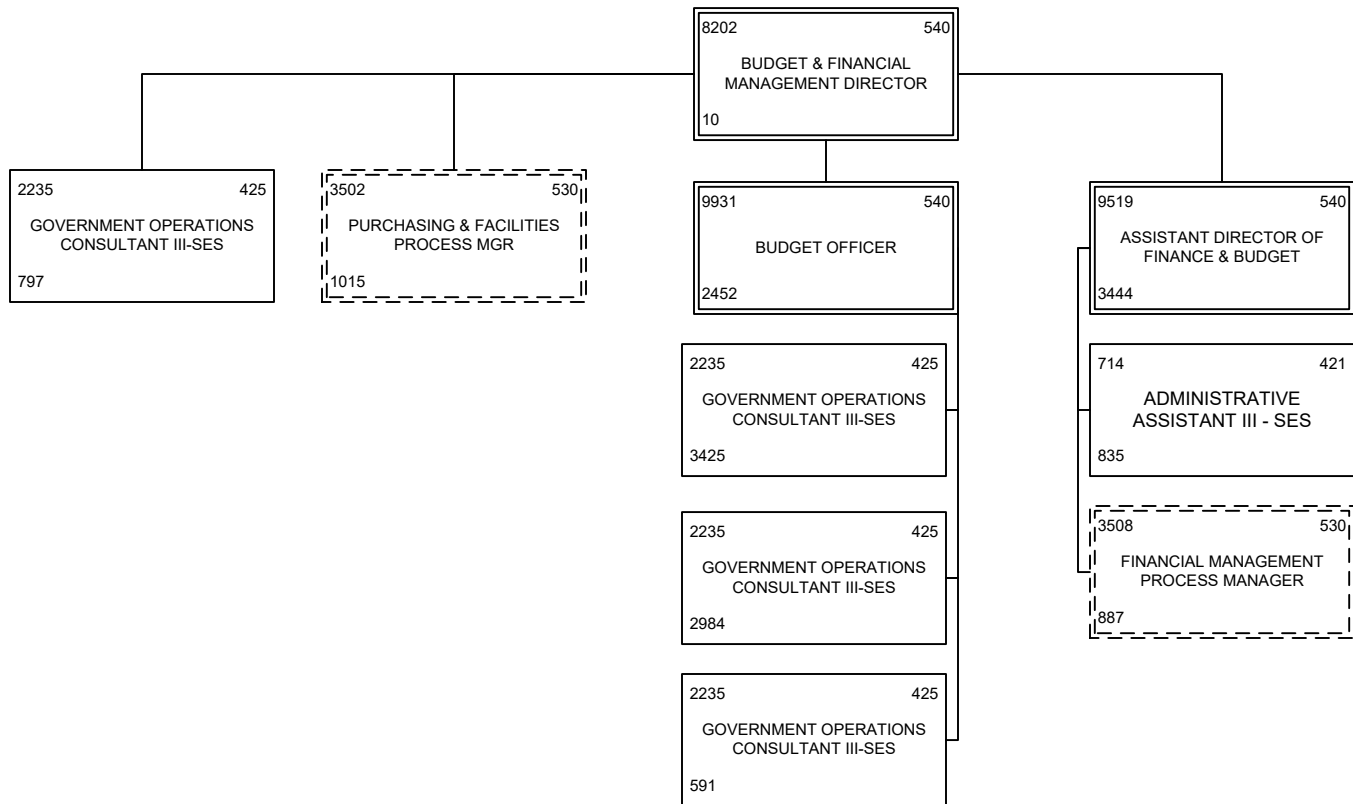 8202 540
BUDGET & FINANCIAL
MANAGEMENT DIRECTOR
10
2235 425
GOVERNMENT OPERATIONS
CONSULTANT III-SES
797
3502 530
PURCHASING & FACILITIES
PROCESS MGR
1015
9931 540
BUDGET OFFICER
2452
9519 540
ASSISTANT DIRECTOR OF
FINANCE & BUDGET
3444
2235 425
GOVERNMENT OPERATIONS
CONSULTANT III-SES
3425
714 421
ADMINISTRATIVE
ASSISTANT III - SES
835
2235 425
GOVERNMENT OPERATIONS
CONSULTANT III-SES
2984
3508 530
FINANCIAL MANAGEMENT
PROCESS MANAGER
887
2235 425
GOVERNMENT OPERATIONS
CONSULTANT III-SES
591